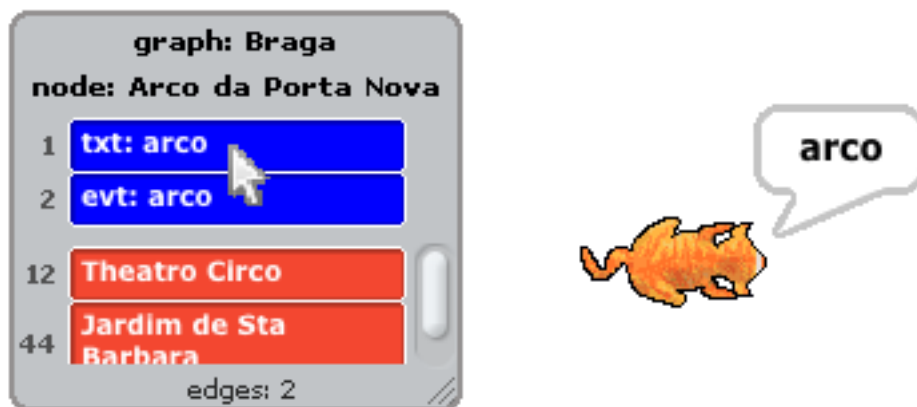 graph: Braga
node: Arco da Porta Nova
1 txt: arco
2 evt: arco
12 Theatro Circo
44 Jardim de Sta
Barbara
edges: 2
arco